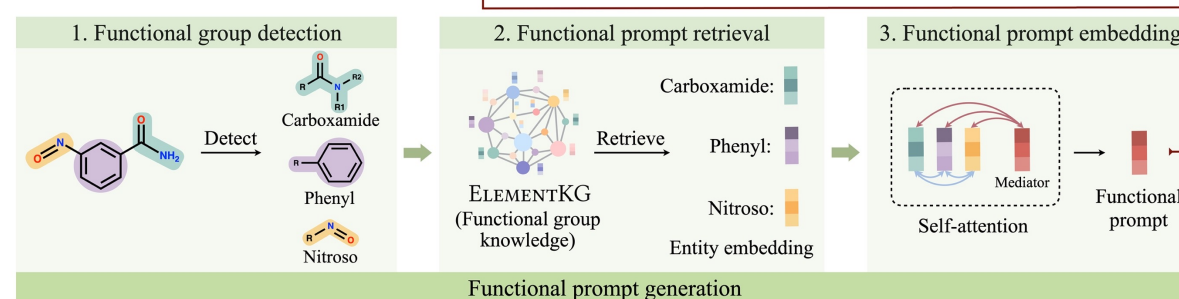 1. Functional group detection
O
N
O
NH2
Detect
O
R
N
R2
R1
Carboxamide
R
Phenyl
R
N
O
Nitroso
2. Functional prompt retrieval
ELEMENTKG
(Functional group
knowledge)
Retrieve
Carboxamide:
Phenyl:
Nitroso:
Entity embedding
3. Functional prompt embedding
Mediator
Self-attention
Functional
prompt
Functional prompt generation